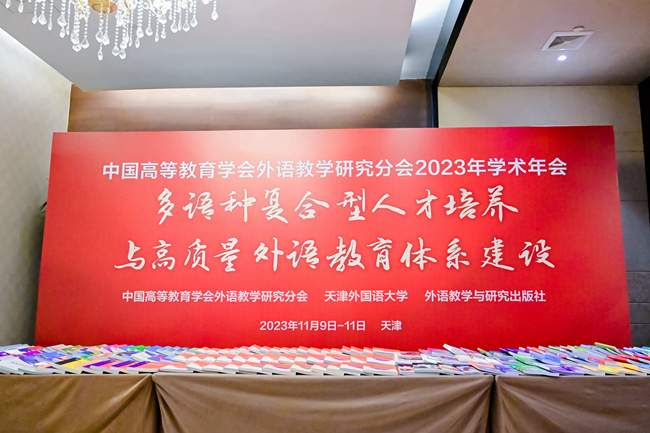 中国高等教育学会外语教学研究分会2023年学术年会
多语种复合型人才培养
与高质量外语教育体系建设
中国高等教育学会外语教学研究分会 天津外国语大学 外语教学与研究出版社
2023年11月9日-11日 天津